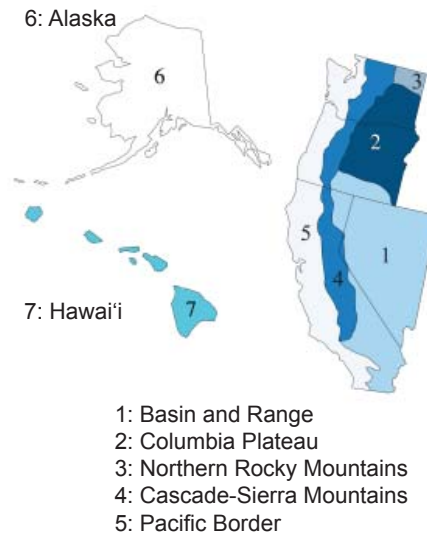 6: Alaska
6
3
2
5
1
4
7: Hawai‘i
7
1: Basin and Range
2: Columbia Plateau
3: Northern Rocky Mountains
4: Cascade-Sierra Mountains
5: Pacific Border